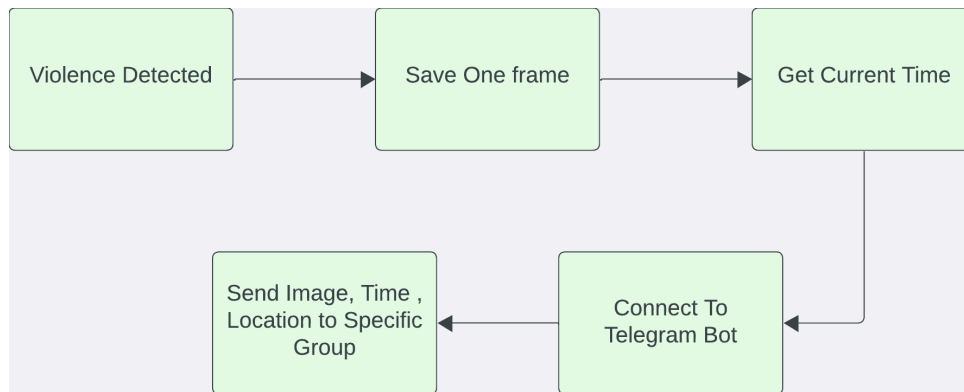 Violence Detected
Save One frame
Get Current Time
Connect To
Telegram Bot
Send Image, Time ,
Location to Specific
Group